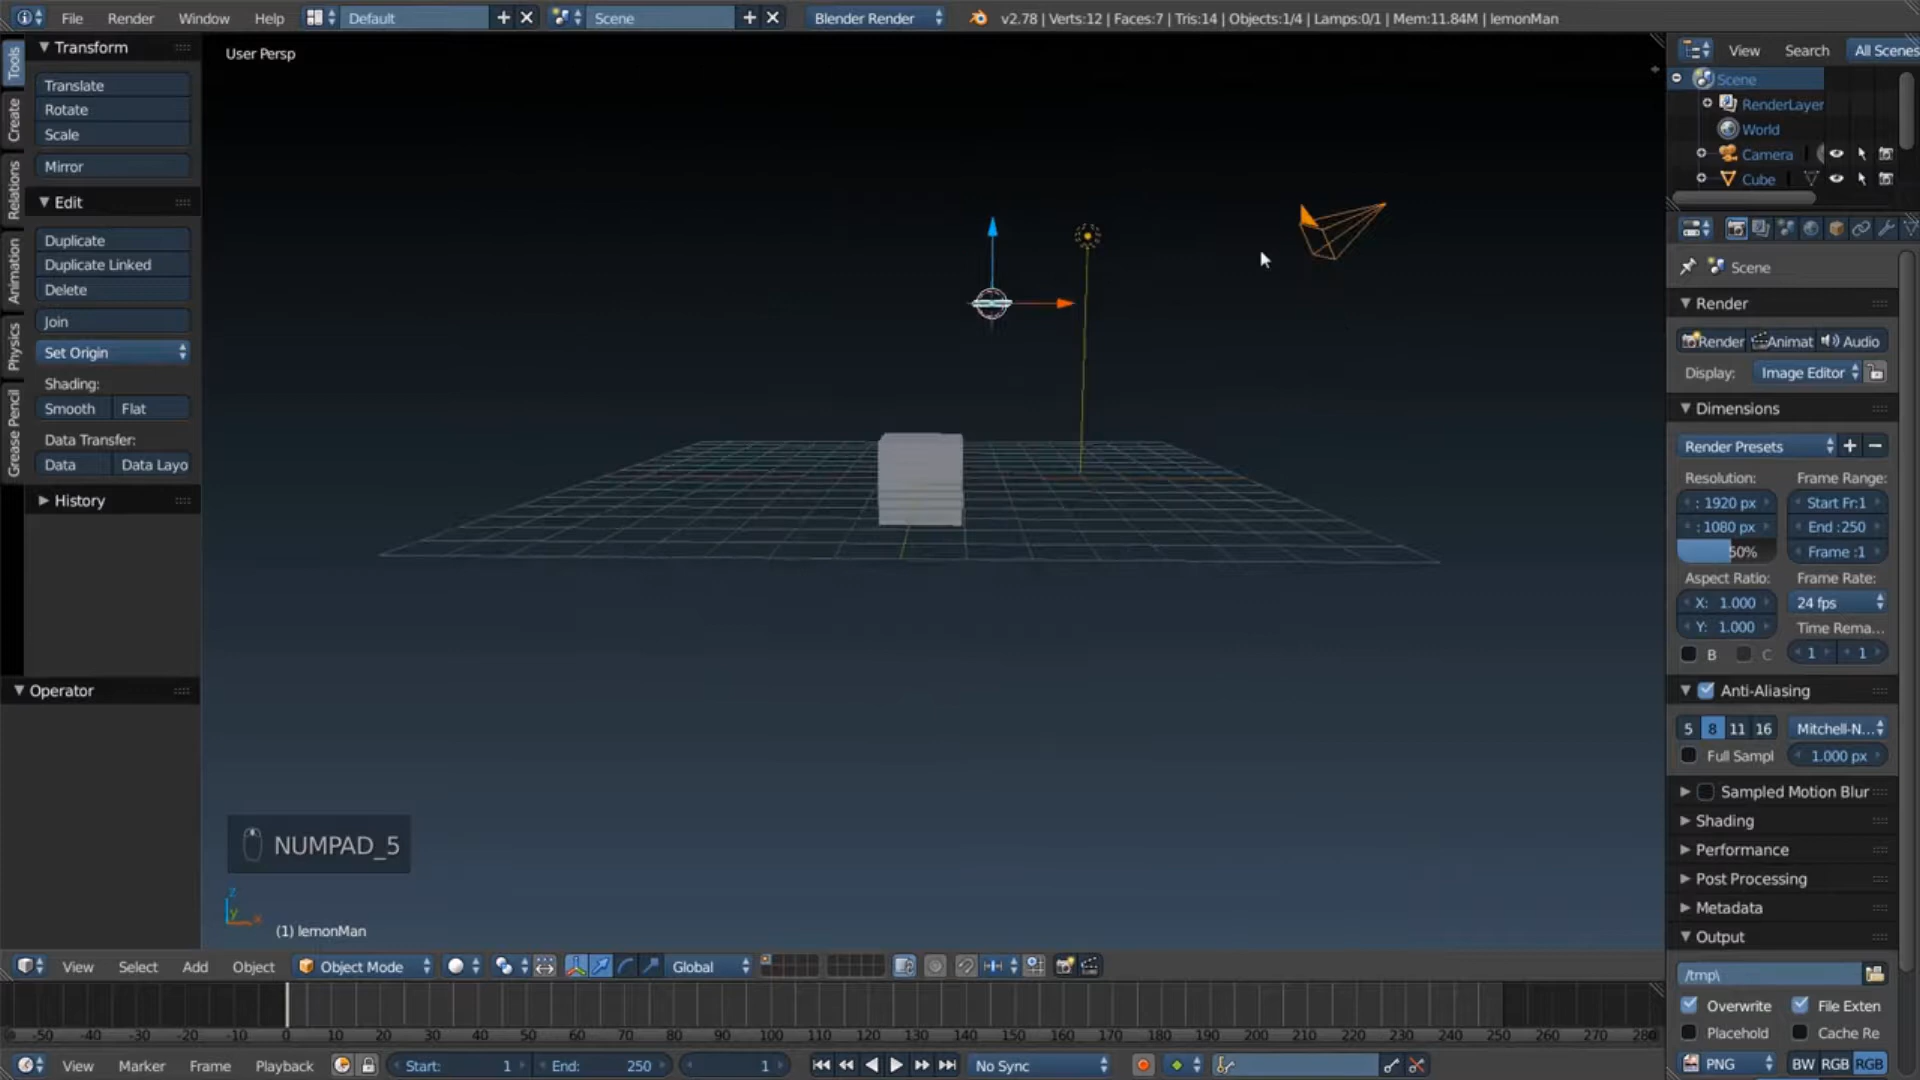 File Render Window Help Default Scene Blender Render v2.78 | Verts:12 | Faces:7 | Tris:14 | Objects:1/4 | Lamps:0/1 | Mem:11.84M | lemonMan
Tools
Create
Relations
Animation
Physics
Grease Pencil
Transform
Translate
Rotate
Scale
Mirror
Edit
Duplicate
Duplicate Linked
Delete
Join
Set Origin
Shading:
Smooth Flat
Data Transfer:
Data Data Layo
History
Operator
User Persp
NUMPAD_5
z
y
x
(1) lemonMan
View Search All Scenes
Scene
RenderLayer
World
Camera
Cube
Scene
Render
Render Animat Audio
Display: Image Editor
Dimensions
Render Presets
Resolution: Frame Range:
: 1920 px Start Fr:1
: 1080 px End :250
50% Frame :1
Aspect Ratio: Frame Rate:
X: 1.000 24 fps
Y: 1.000 Time Rema...
B C 1 1
Anti-Aliasing
5 8 11 16 Mitchell-N...
Full Sampl 1.000 px
Sampled Motion Blur
Shading
Performance
Post Processing
Metadata
Output
/tmp\
Overwrite File Exten
Placehold Cache Re
PNG BW RGB RGB
View Select Add Object Object Mode Global
-50 -40 -30 -20 -10 0 10 20 30 40 50 60 70 80 90 100 110 120 130 140 150 160 170 180 190 200 210 220 230 240 250 260 270 280
View Marker Frame Playback Start: 1 End: 250 1 No Sync